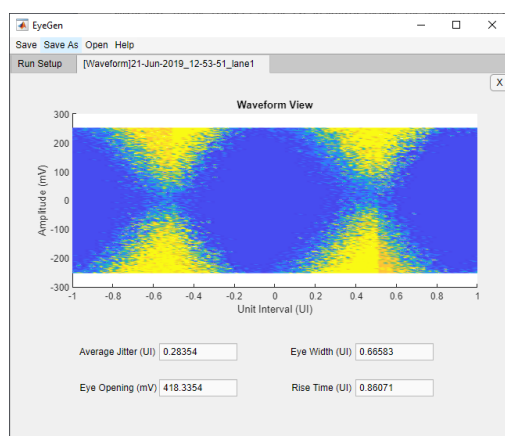 EyeGen
Save Save As Open Help
Run Setup [Waveform]21-Jun-2019_12-53-51_lane1
X
Waveform View
300
200
100
0
-100
-200
-300
Amplitude (mV)
-1 -0.8 -0.6 -0.4 -0.2 0 0.2 0.4 0.6 0.8 1
Unit Interval (UI)
Average Jitter (UI) 0.28354 Eye Width (UI) 0.66583
Eye Opening (mV) 418.3354 Rise Time (UI) 0.86071